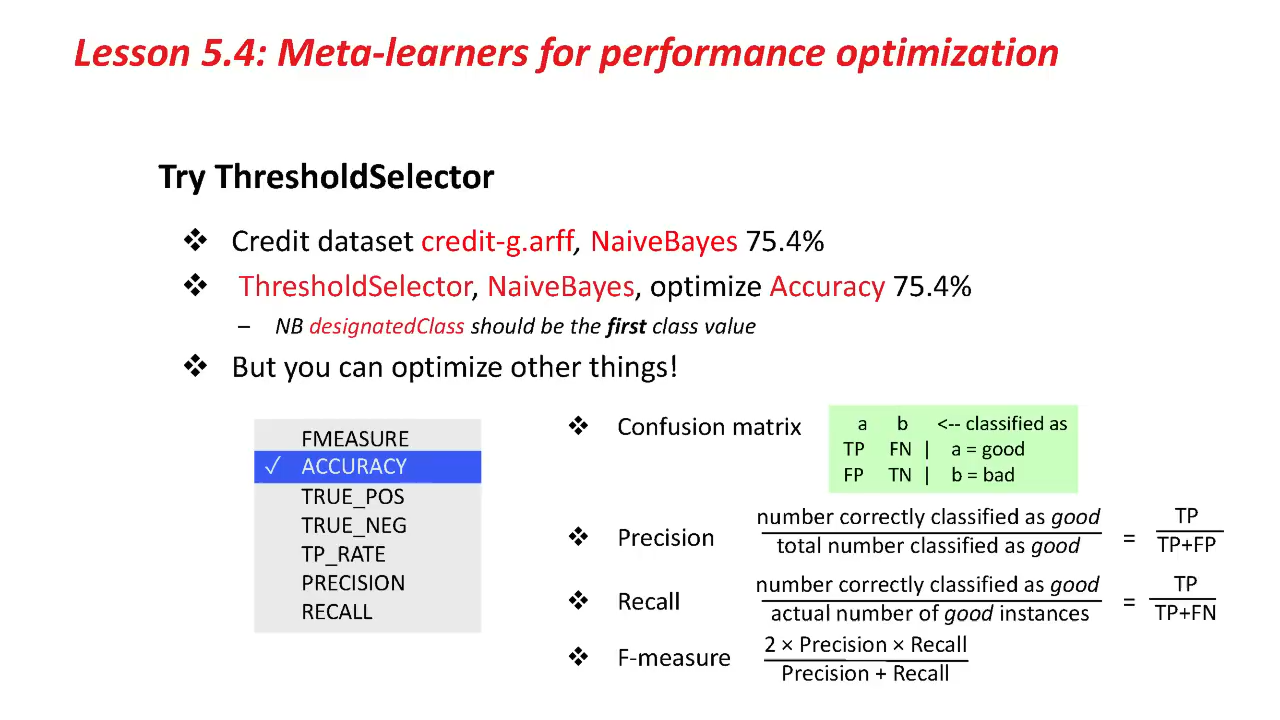 Lesson 5.4: Meta-learners for performance optimization
Try ThresholdSelector
❖ Credit dataset credit-g.arff, NaiveBayes 75.4%
❖ ThresholdSelector, NaiveBayes, optimize Accuracy 75.4%
– NB designatedClass should be the first class value
❖ But you can optimize other things!
FMEASURE
✓ ACCURACY
TRUE_POS
TRUE_NEG
TP_RATE
PRECISION
RECALL
❖ Confusion matrix
a b <-- classified as
TP FN | a = good
FP TN | b = bad
❖ Precision
number correctly classified as good
total number classified as good
=
TP
TP+FP
❖ Recall
number correctly classified as good
actual number of good instances
=
TP
TP+FN
❖ F-measure
2 × Precision × Recall
Precision + Recall